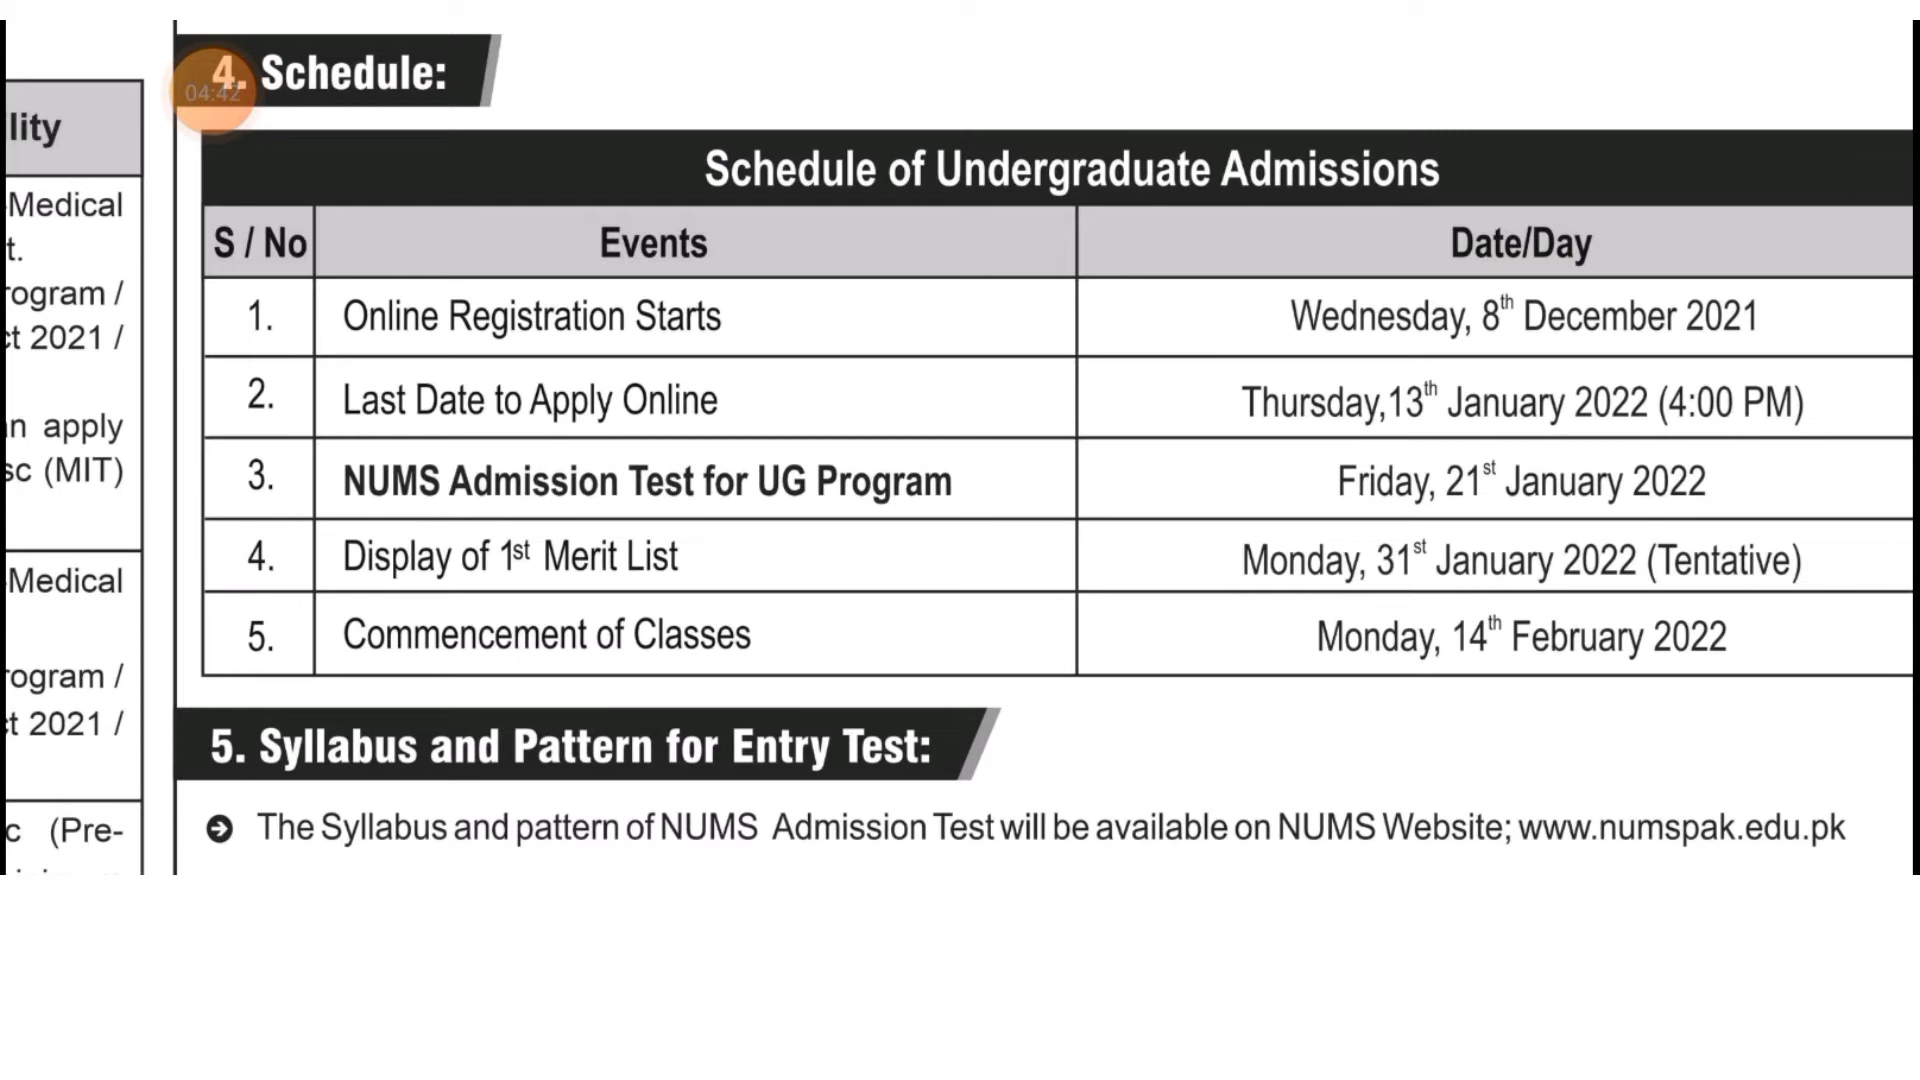 lity
Medical
t.
rogram /
ct 2021 /
n apply
sc (MIT)
Medical
rogram /
ct 2021 /
c (Pre-
04:42
4. Schedule:
Schedule of Undergraduate Admissions
S / No Events Date/Day
1. Online Registration Starts Wednesday, 8th December 2021
2. Last Date to Apply Online Thursday,13th January 2022 (4:00 PM)
3. NUMS Admission Test for UG Program Friday, 21st January 2022
4. Display of 1st Merit List Monday, 31st January 2022 (Tentative)
5. Commencement of Classes Monday, 14th February 2022
5. Syllabus and Pattern for Entry Test:
The Syllabus and pattern of NUMS Admission Test will be available on NUMS Website; www.numspak.edu.pk